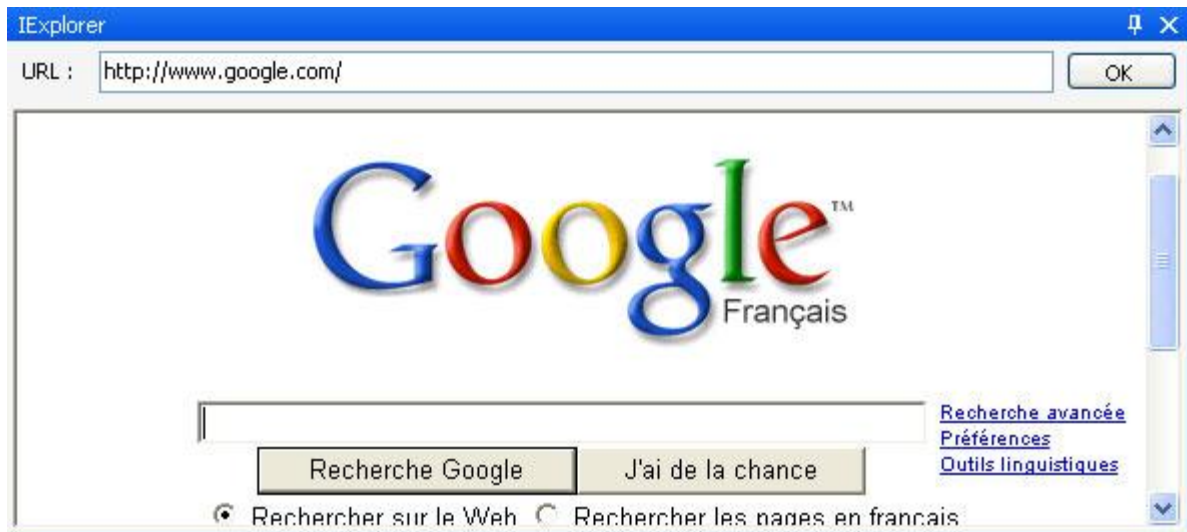 IExplorer
URL : http://www.google.com/ OK
Google TM
Français
Recherche avancée
Préférences
Outils linguistiques
Recherche Google J'ai de la chance
Rechercher sur le Web Rechercher les pages en français